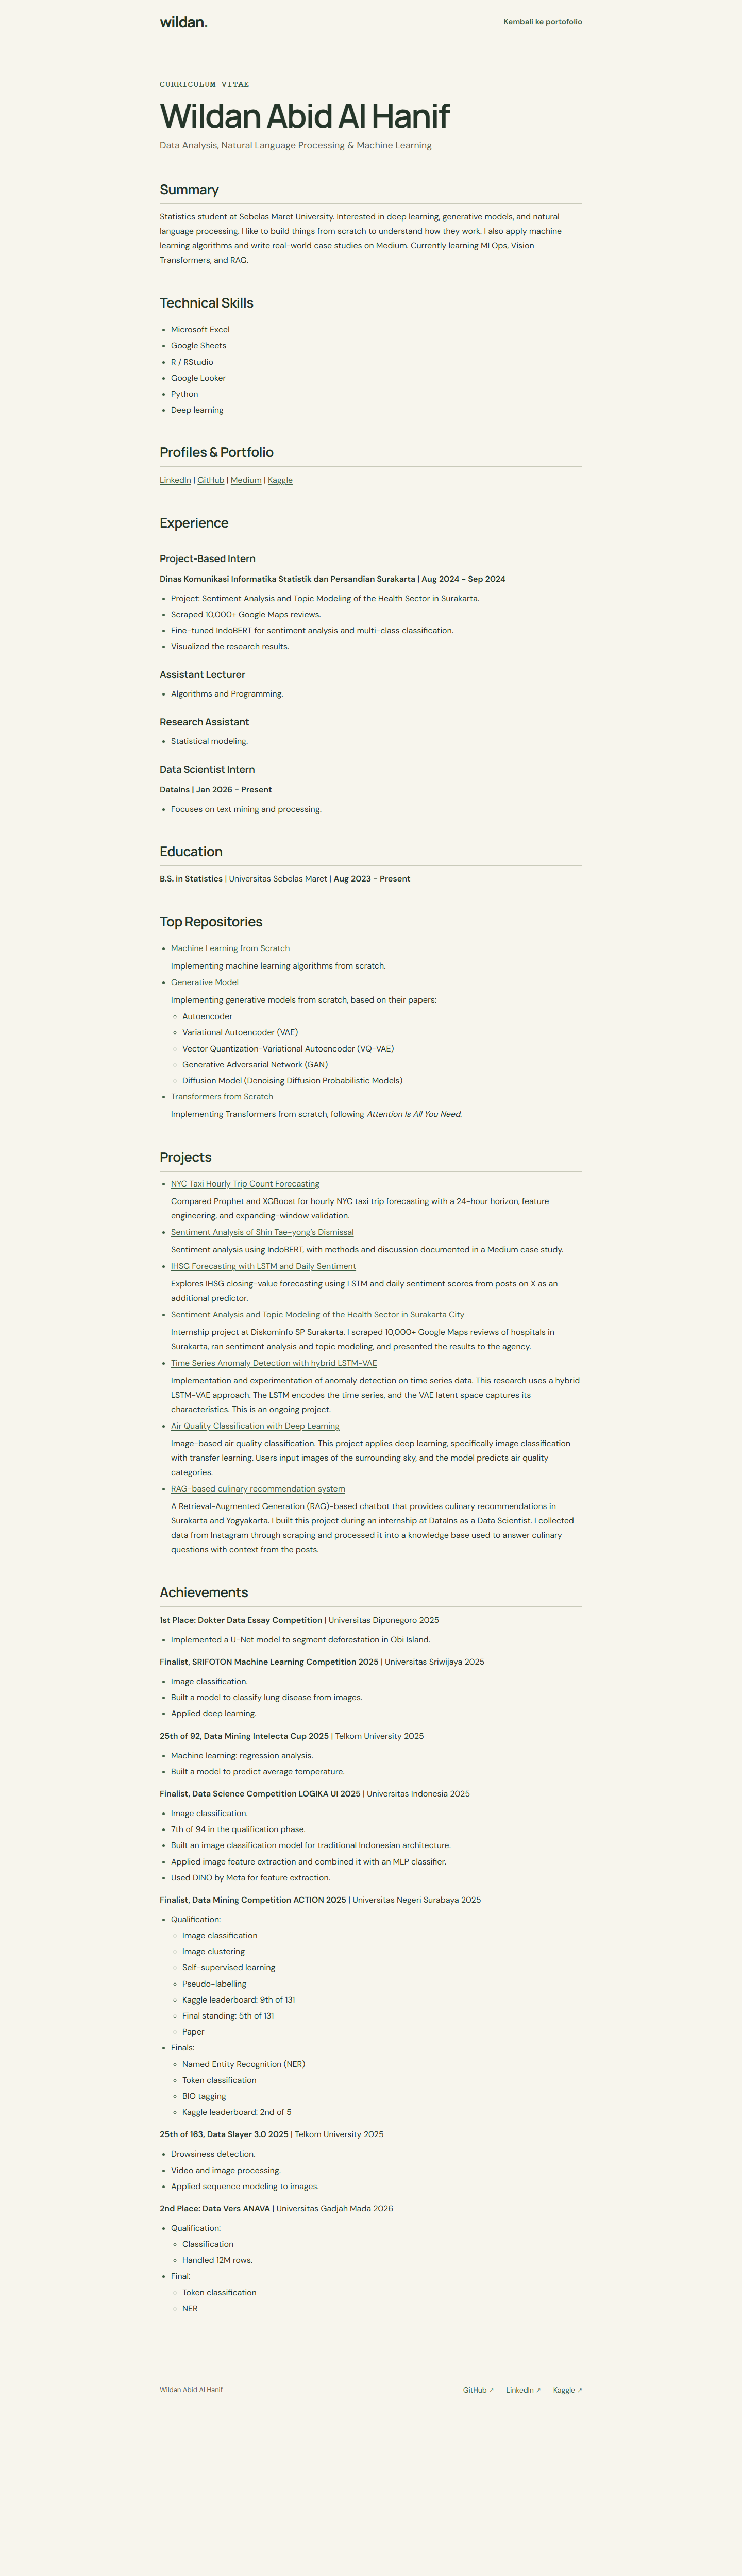 wildan.
Kembali ke portofolio
CURRICULUM VITAE
Wildan Abid Al Hanif
Data Analysis, Natural Language Processing & Machine Learning
Summary
Statistics student at Sebelas Maret University. Interested in deep learning, generative models, and natural
language processing. I like to build things from scratch to understand how they work. I also apply machine
learning algorithms and write real-world case studies on Medium. Currently learning MLOps, Vision
Transformers, and RAG.
Technical Skills
• Microsoft Excel
• Google Sheets
• R / RStudio
• Google Looker
• Python
• Deep learning
Profiles & Portfolio
LinkedIn | GitHub | Medium | Kaggle
Experience
Project-Based Intern
Dinas Komunikasi Informatika Statistik dan Persandian Surakarta | Aug 2024 - Sep 2024
• Project: Sentiment Analysis and Topic Modeling of the Health Sector in Surakarta.
• Scraped 10,000+ Google Maps reviews.
• Fine-tuned IndoBERT for sentiment analysis and multi-class classification.
• Visualized the research results.
Assistant Lecturer
• Algorithms and Programming.
Research Assistant
• Statistical modeling.
Data Scientist Intern
DataIns | Jan 2026 - Present
• Focuses on text mining and processing.
Education
B.S. in Statistics | Universitas Sebelas Maret | Aug 2023 - Present
Top Repositories
• Machine Learning from Scratch
Implementing machine learning algorithms from scratch.
• Generative Model
Implementing generative models from scratch, based on their papers:
◦ Autoencoder
◦ Variational Autoencoder (VAE)
◦ Vector Quantization-Variational Autoencoder (VQ-VAE)
◦ Generative Adversarial Network (GAN)
◦ Diffusion Model (Denoising Diffusion Probabilistic Models)
• Transformers from Scratch
Implementing Transformers from scratch, following Attention Is All You Need.
Projects
• NYC Taxi Hourly Trip Count Forecasting
Compared Prophet and XGBoost for hourly NYC taxi trip forecasting with a 24-hour horizon, feature
engineering, and expanding-window validation.
• Sentiment Analysis of Shin Tae-yong's Dismissal
Sentiment analysis using IndoBERT, with methods and discussion documented in a Medium case study.
• IHSG Forecasting with LSTM and Daily Sentiment
Explores IHSG closing-value forecasting using LSTM and daily sentiment scores from posts on X as an
additional predictor.
• Sentiment Analysis and Topic Modeling of the Health Sector in Surakarta City
Internship project at Diskominfo SP Surakarta. I scraped 10,000+ Google Maps reviews of hospitals in
Surakarta, ran sentiment analysis and topic modeling, and presented the results to the agency.
• Time Series Anomaly Detection with hybrid LSTM-VAE
Implementation and experimentation of anomaly detection on time series data. This research uses a hybrid
LSTM-VAE approach. The LSTM encodes the time series, and the VAE latent space captures its
characteristics. This is an ongoing project.
• Air Quality Classification with Deep Learning
Image-based air quality classification. This project applies deep learning, specifically image classification
with transfer learning. Users input images of the surrounding sky, and the model predicts air quality
categories.
• RAG-based culinary recommendation system
A Retrieval-Augmented Generation (RAG)-based chatbot that provides culinary recommendations in
Surakarta and Yogyakarta. I built this project during an internship at DataIns as a Data Scientist. I collected
data from Instagram through scraping and processed it into a knowledge base used to answer culinary
questions with context from the posts.
Achievements
1st Place: Dokter Data Essay Competition | Universitas Diponegoro 2025
• Implemented a U-Net model to segment deforestation in Obi Island.
Finalist, SRIFOTON Machine Learning Competition 2025 | Universitas Sriwijaya 2025
• Image classification.
• Built a model to classify lung disease from images.
• Applied deep learning.
25th of 92, Data Mining Intelecta Cup 2025 | Telkom University 2025
• Machine learning: regression analysis.
• Built a model to predict average temperature.
Finalist, Data Science Competition LOGIKA UI 2025 | Universitas Indonesia 2025
• Image classification.
• 7th of 94 in the qualification phase.
• Built an image classification model for traditional Indonesian architecture.
• Applied image feature extraction and combined it with an MLP classifier.
• Used DINO by Meta for feature extraction.
Finalist, Data Mining Competition ACTION 2025 | Universitas Negeri Surabaya 2025
• Qualification:
◦ Image classification
◦ Image clustering
◦ Self-supervised learning
◦ Pseudo-labelling
◦ Kaggle leaderboard: 9th of 131
◦ Final standing: 5th of 131
◦ Paper
• Finals:
◦ Named Entity Recognition (NER)
◦ Token classification
◦ BIO tagging
◦ Kaggle leaderboard: 2nd of 5
25th of 163, Data Slayer 3.0 2025 | Telkom University 2025
• Drowsiness detection.
• Video and image processing.
• Applied sequence modeling to images.
2nd Place: Data Vers ANAVA | Universitas Gadjah Mada 2026
• Qualification:
◦ Classification
◦ Handled 12M rows.
• Final:
◦ Token classification
◦ NER
Wildan Abid Al Hanif
GitHub ↗ LinkedIn ↗ Kaggle ↗